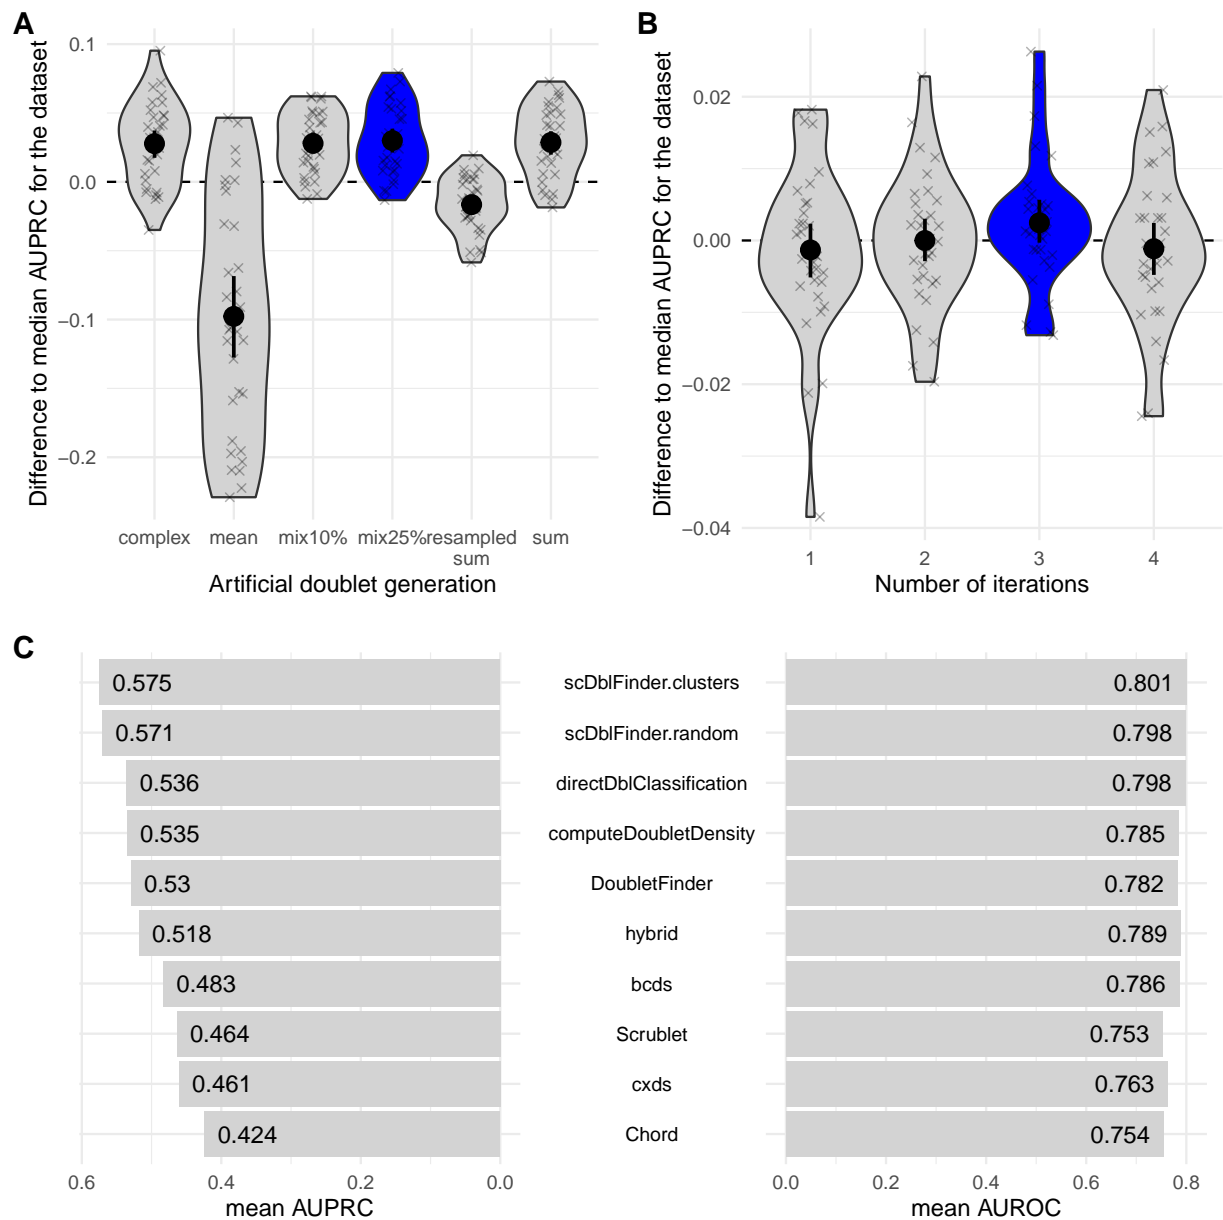 A
Difference to median AUPRC for the dataset
0.1
0.0
−0.1
−0.2
complex mean mix10% mix25% resampled sum sum
Artificial doublet generation
B
Difference to median AUPRC for the dataset
0.02
0.00
−0.02
−0.04
1 2 3 4
Number of iterations
C
0.575 scDblFinder.clusters 0.801
0.571 scDblFinder.random 0.798
0.536 directDblClassification 0.798
0.535 computeDoubletDensity 0.785
0.53 DoubletFinder 0.782
0.518 hybrid 0.789
0.483 bcds 0.786
0.464 Scrublet 0.753
0.461 cxds 0.763
0.424 Chord 0.754
0.6 0.4 0.2 0.0 0.0 0.2 0.4 0.6 0.8
mean AUPRC mean AUROC